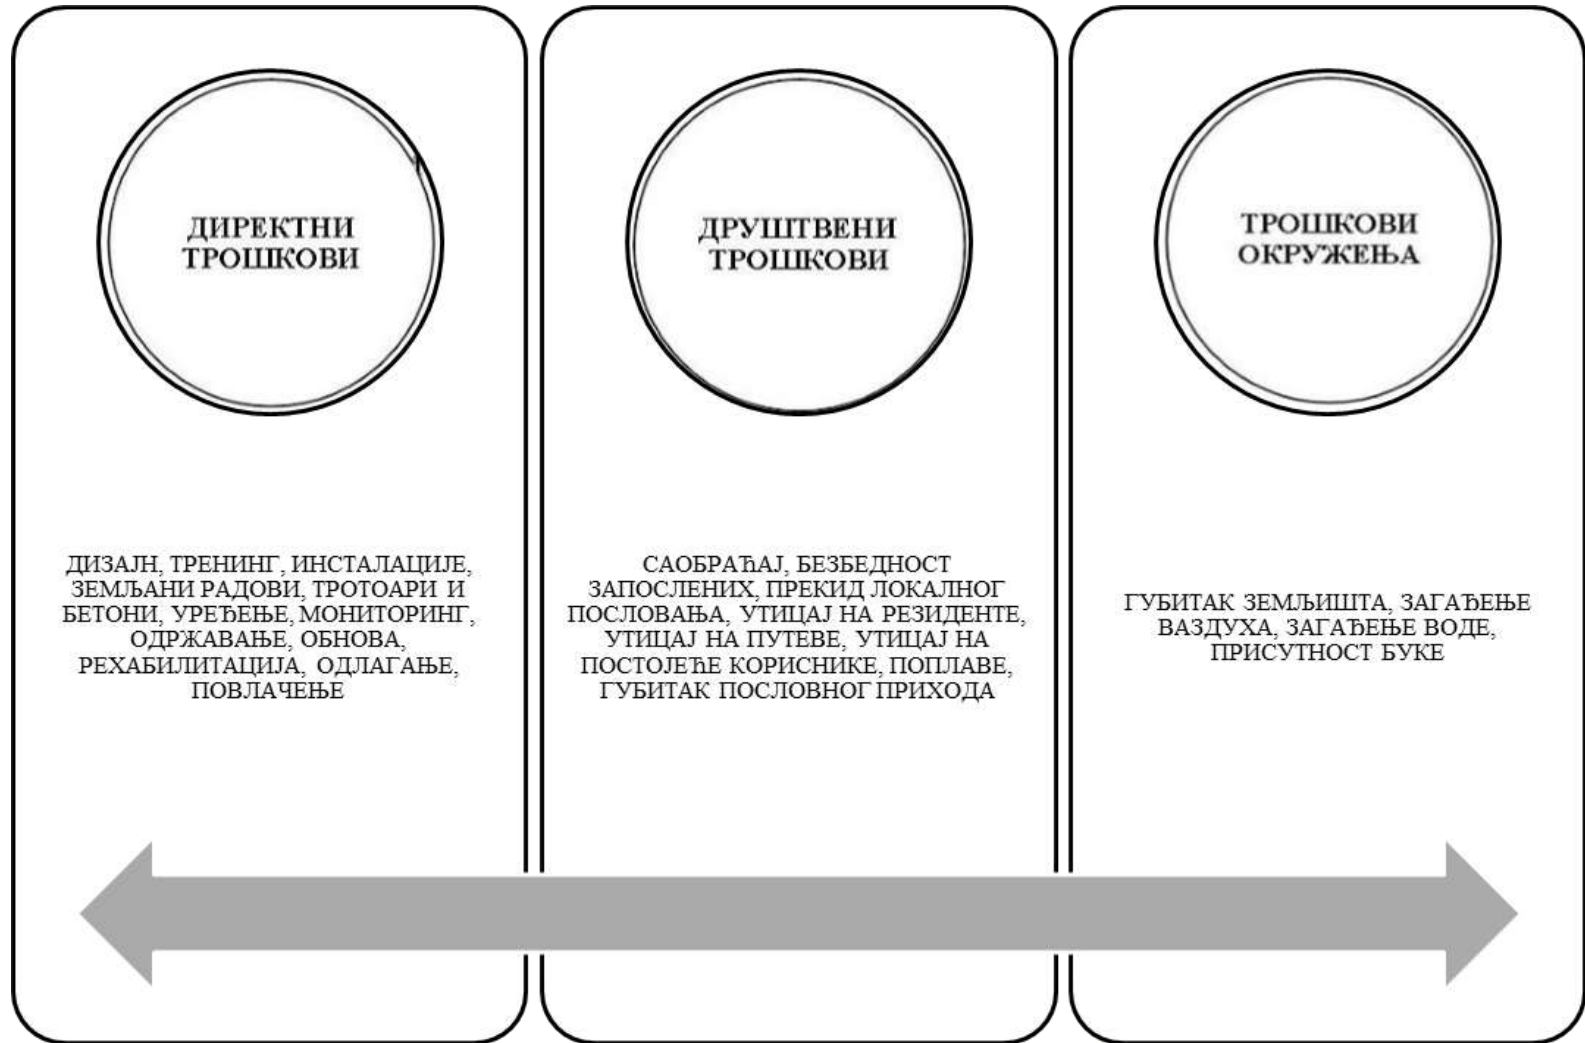 ДИРЕКТНИ
ТРОШКОВИ
ДИЗАЈН, ТРЕНИНГ, ИНСТАЛАЦИЈЕ,
ЗЕМЉАНИ РАДОВИ, ТРОТОАРИ И
БЕТОНИ, УРЕЂЕЊЕ, МОНИТОРИНГ,
ОДРЖАВАЊЕ, ОБНОВА,
РЕХАБИЛИТАЦИЈА, ОДЛАГАЊЕ,
ПОВЛАЧЕЊЕ
ДРУШТВЕНИ
ТРОШКОВИ
САОБРАЋАЈ, БЕЗБЕДНОСТ
ЗАПОСЛЕНИХ, ПРЕКИД ЛОКАЛНОГ
ПОСЛОВАЊА, УТИЦАЈ НА РЕЗИДЕНТЕ,
УТИЦАЈ НА ПУТЕВЕ, УТИЦАЈ НА
ПОСТОЈЕЋЕ КОРИСНИКЕ, ПОПЛАВЕ,
ГУБИТАК ПОСЛОВНОГ ПРИХОДА
ТРОШКОВИ
ОКРУЖЕЊА
ГУБИТАК ЗЕМЉИШТА, ЗАГАЂЕЊЕ
ВАЗДУХА, ЗАГАЂЕЊЕ ВОДЕ,
ПРИСУТНОСТ БУКЕ